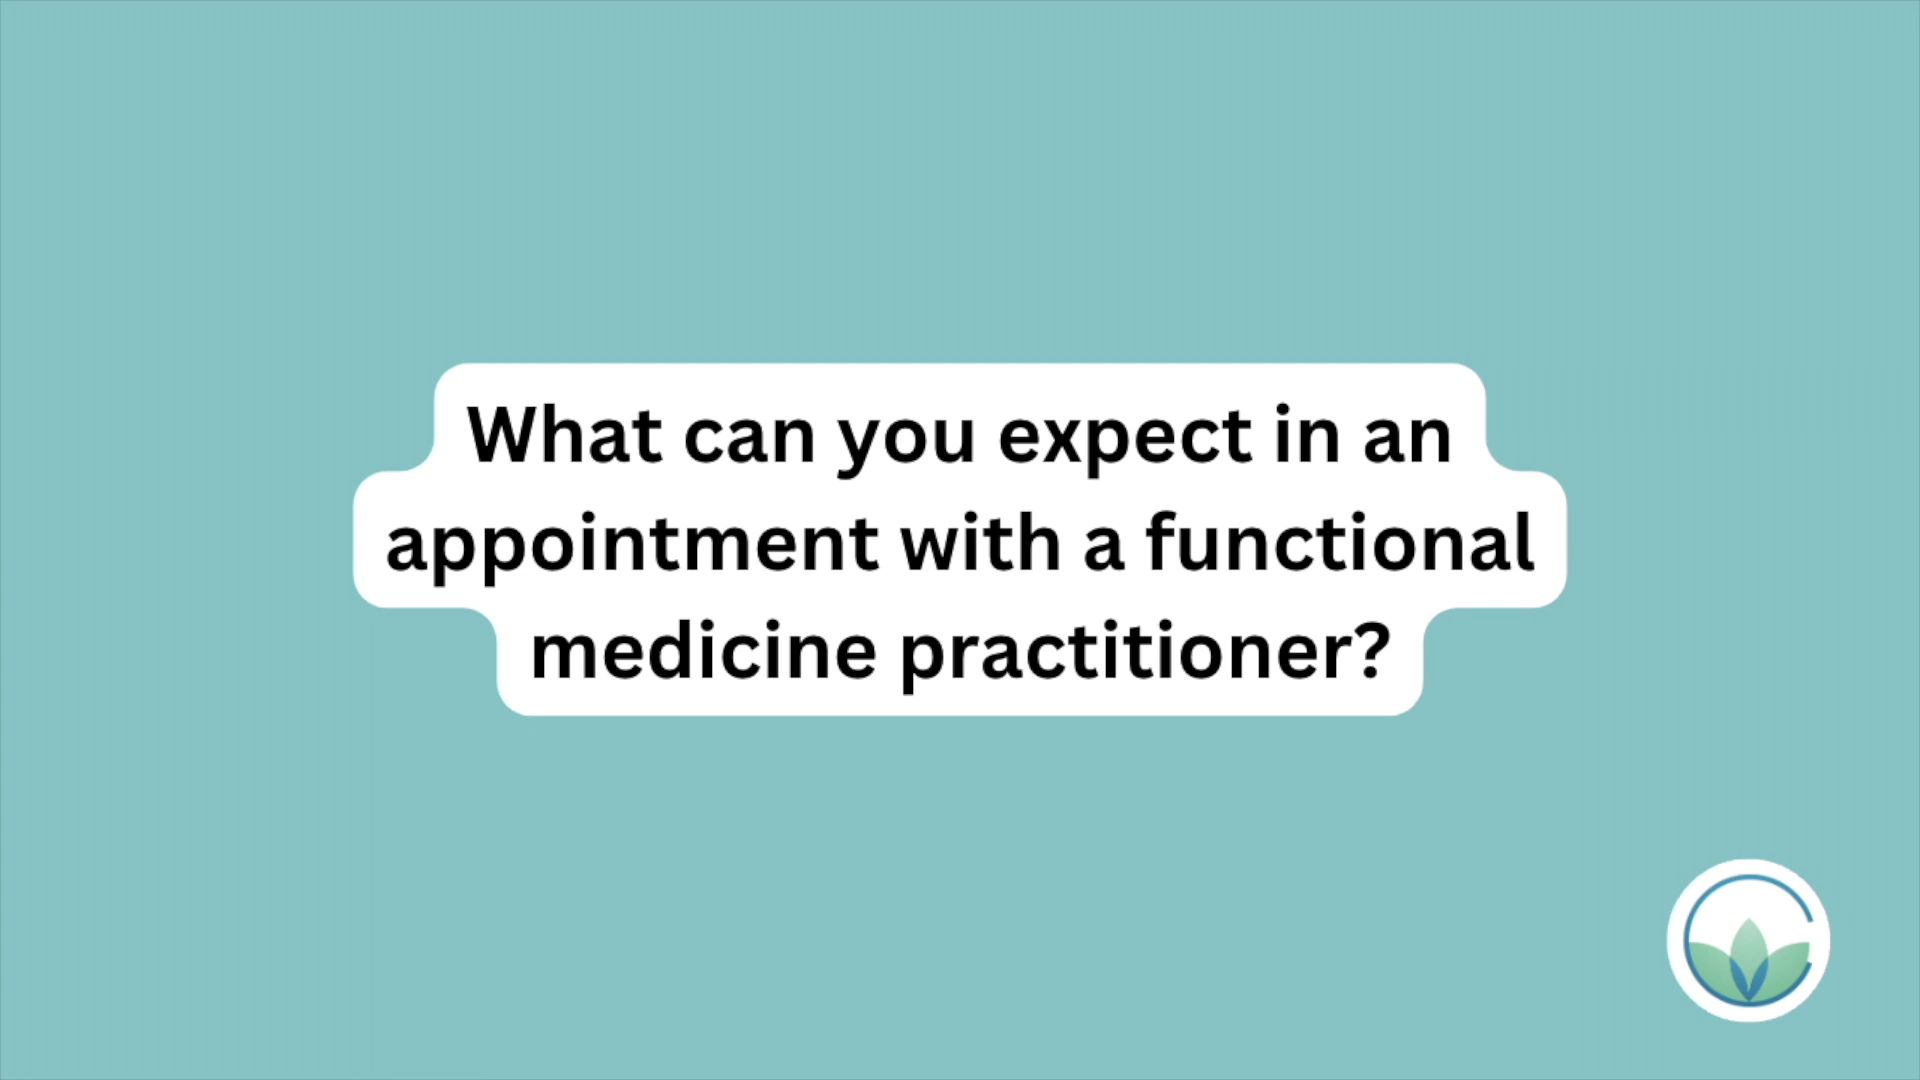 What can you expect in an
appointment with a functional
medicine practitioner?